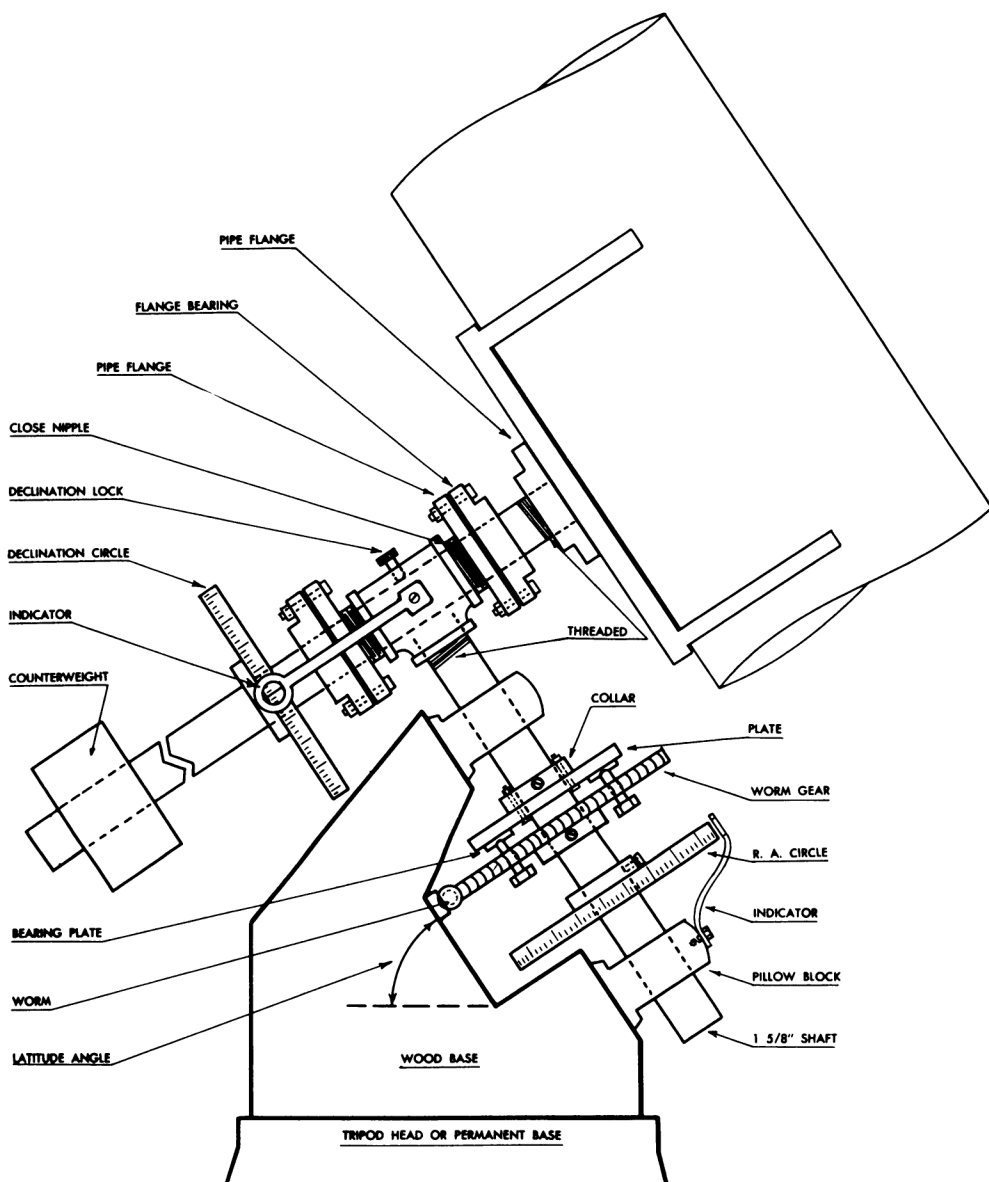 PIPE FLANGE
FLANGE BEARING
PIPE FLANGE
CLOSE NIPPLE
DECLINATION LOCK
DECLINATION CIRCLE
INDICATOR
COUNTERWEIGHT
THREADED
COLLAR
PLATE
WORM GEAR
R. A. CIRCLE
INDICATOR
BEARING PLATE
PILLOW BLOCK
WORM
1 5/8" SHAFT
LATITUDE ANGLE
WOOD BASE
TRIPOD HEAD OR PERMANENT BASE